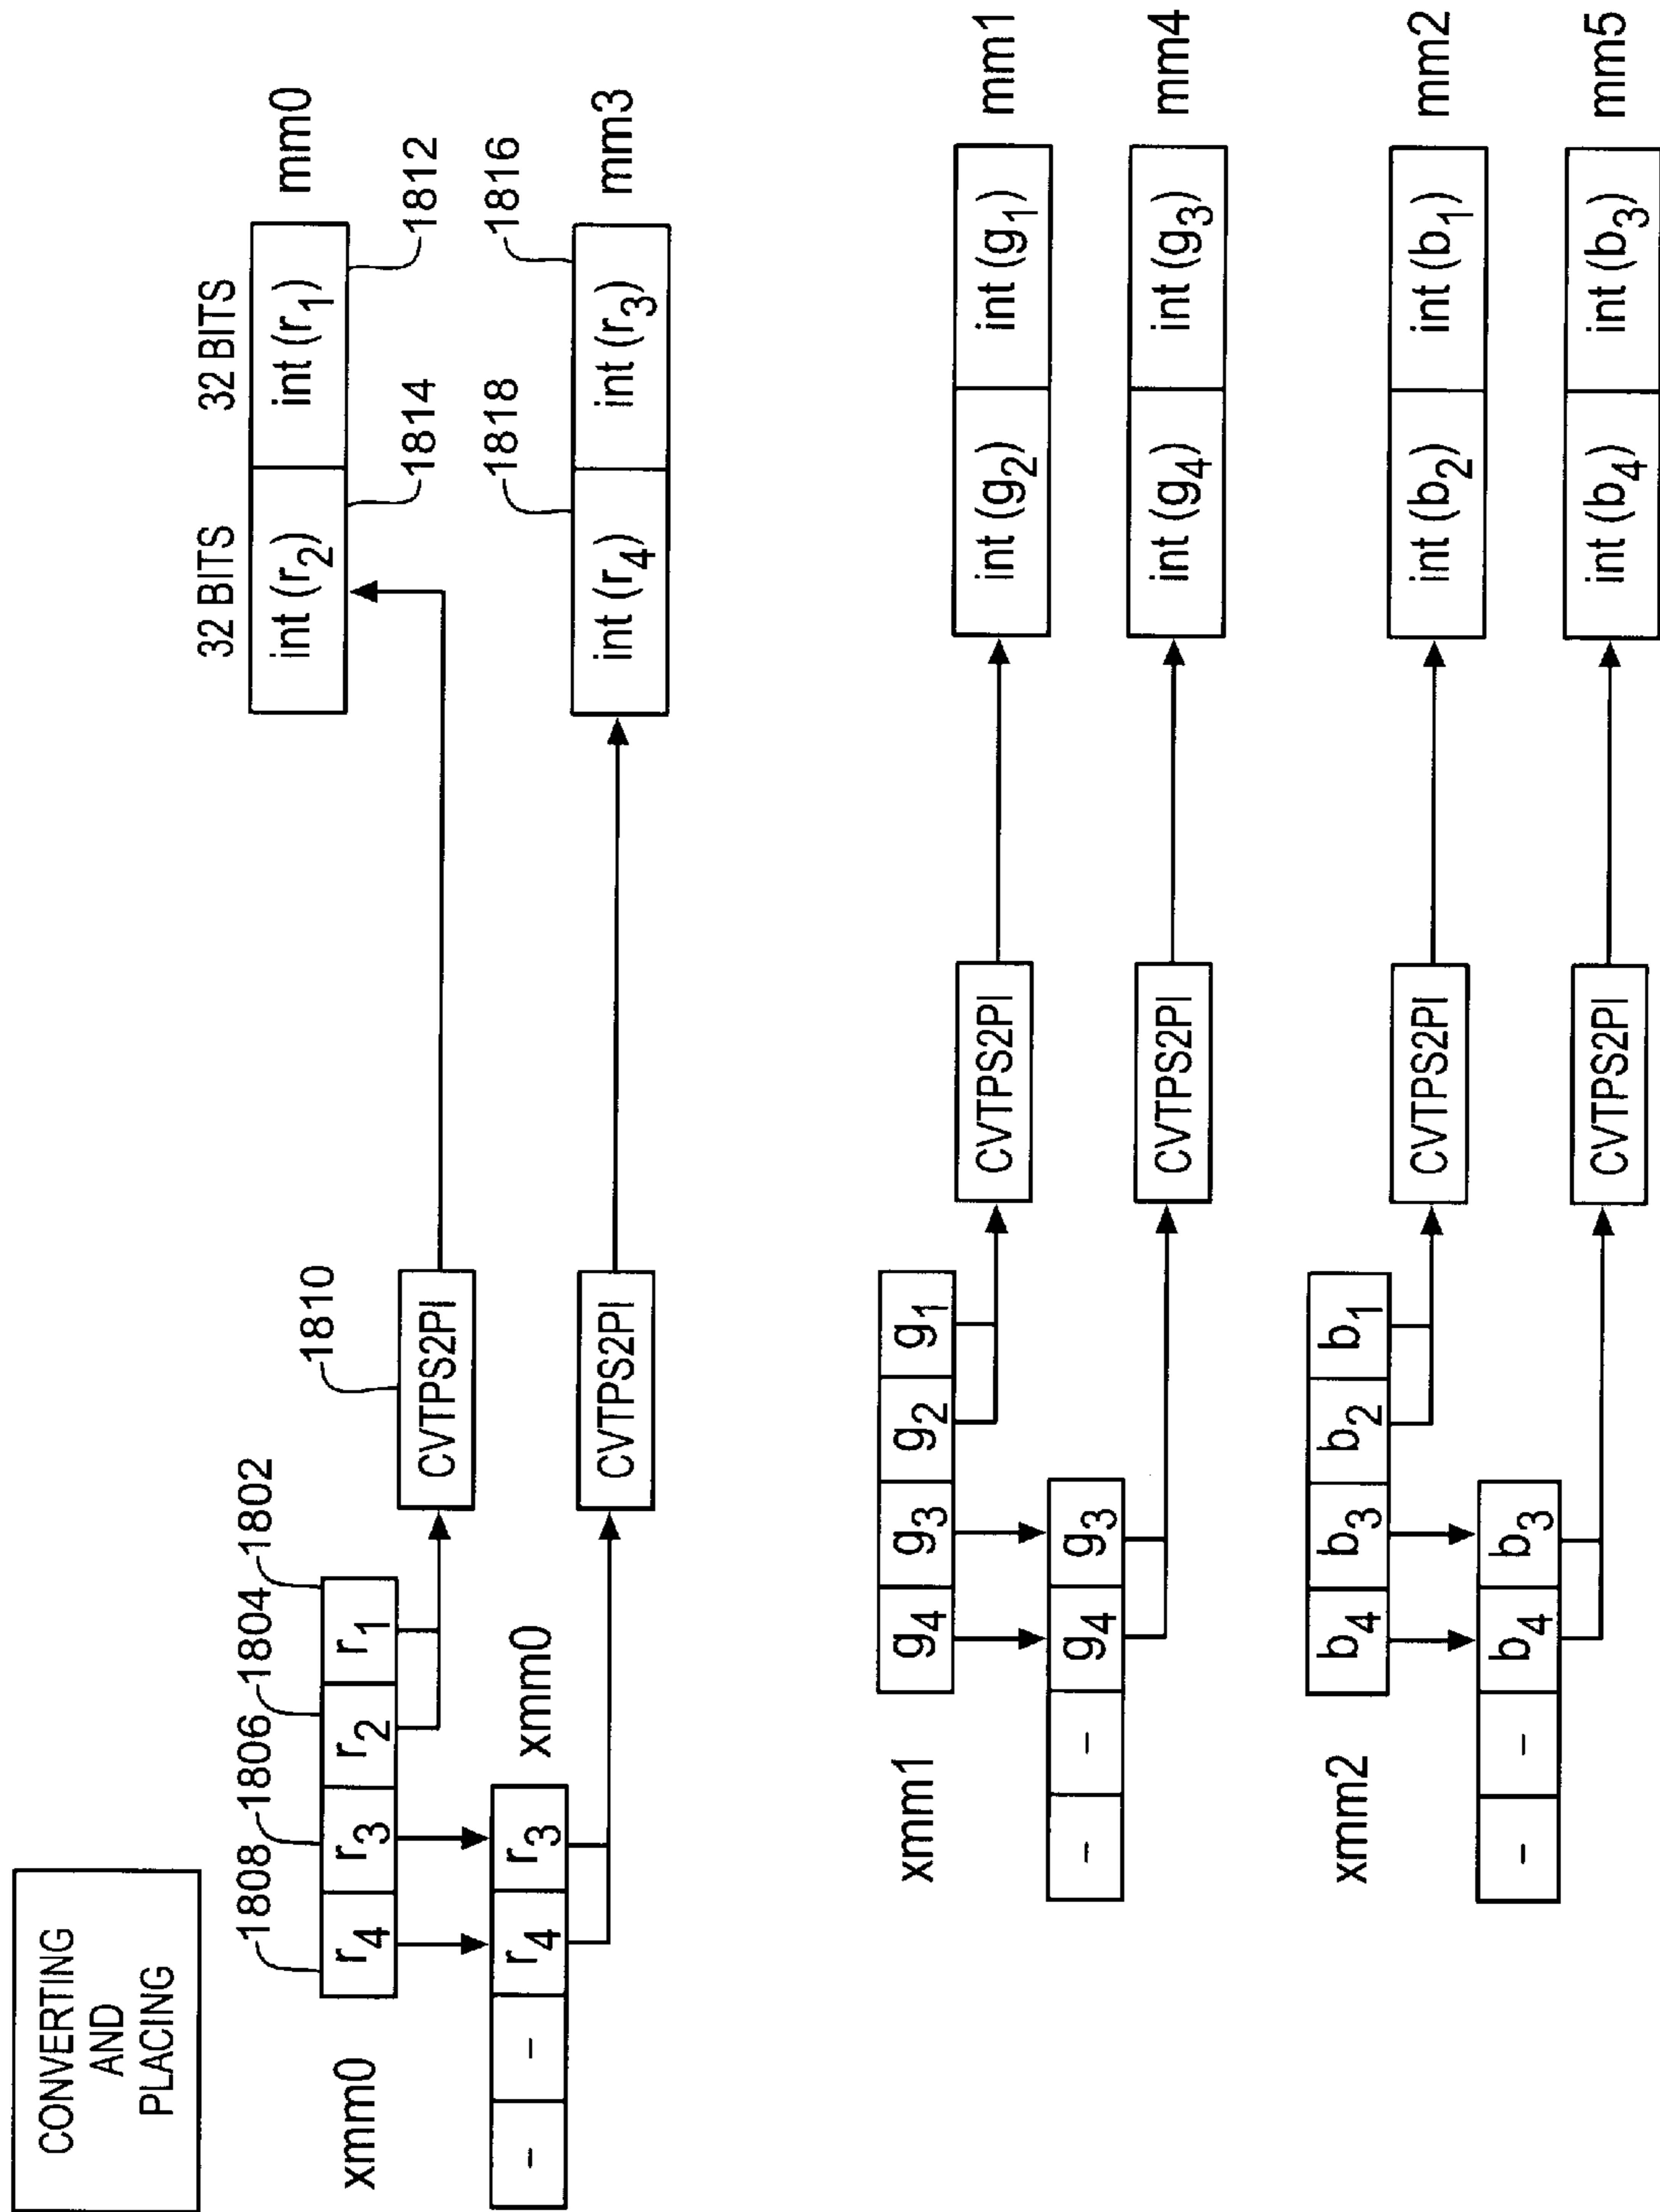 CONVERTING
AND
PLACING
32 BITS 32 BITS
1808 1806 1804 1802 1810
xmm0 r4 r3 r2 r1 int (r2) int (r1) mm0
CVTPS2PI 1814 1812
xmm0
- - r4 r3 1818 1816
CVTPS2PI int (r4) int (r3) mm3
xmm1 g4 g3 g2 g1
CVTPS2PI int (g2) int (g1) mm1
- - g4 g3
CVTPS2PI int (g4) int (g3) mm4
xmm2 b4 b3 b2 b1
CVTPS2PI int (b2) int (b1) mm2
- - b4 b3
CVTPS2PI int (b4) int (b3) mm5